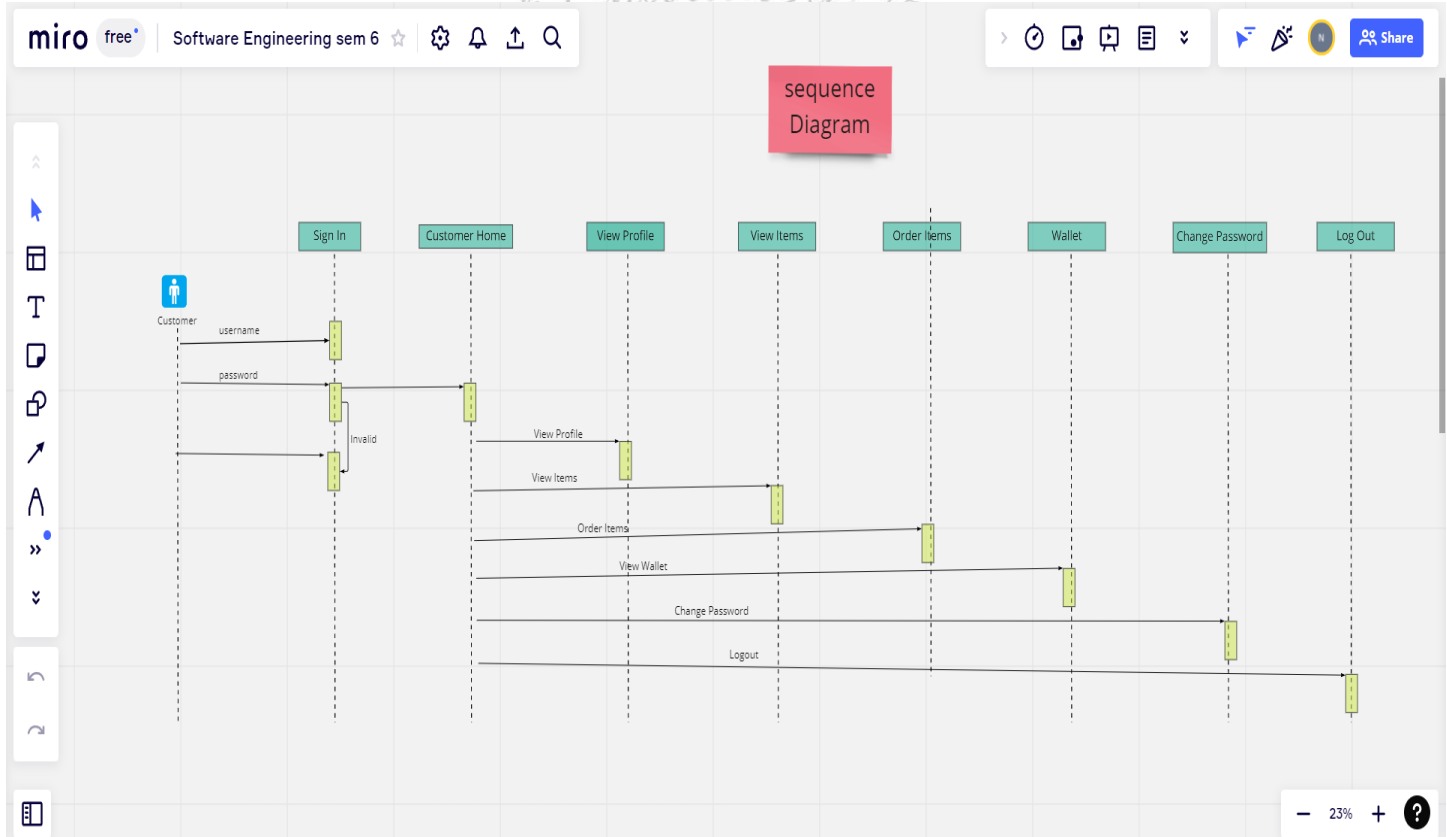 miro free Software Engineering sem 6
N Share
sequence
Diagram
Sign In Customer Home View Profile View Items Order Items Wallet Change Password Log Out
Customer
username
password
Invalid
View Profile
View Items
Order Items
View Wallet
Change Password
Logout
23% ?